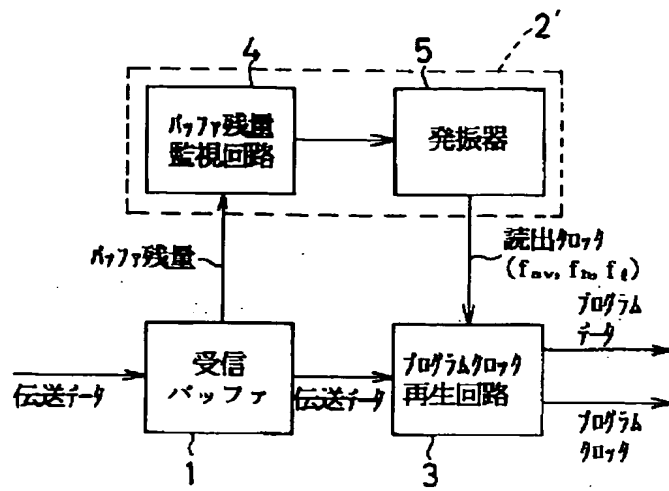 2'
4
5
バッファ残量
監視回路
発振器
バッファ残量
読出クロック
(fav, fh, fℓ)
プログラム
データ
受信
バッファ
プログラムクロック
再生回路
伝送データ
伝送データ
プログラム
クロック
1
3